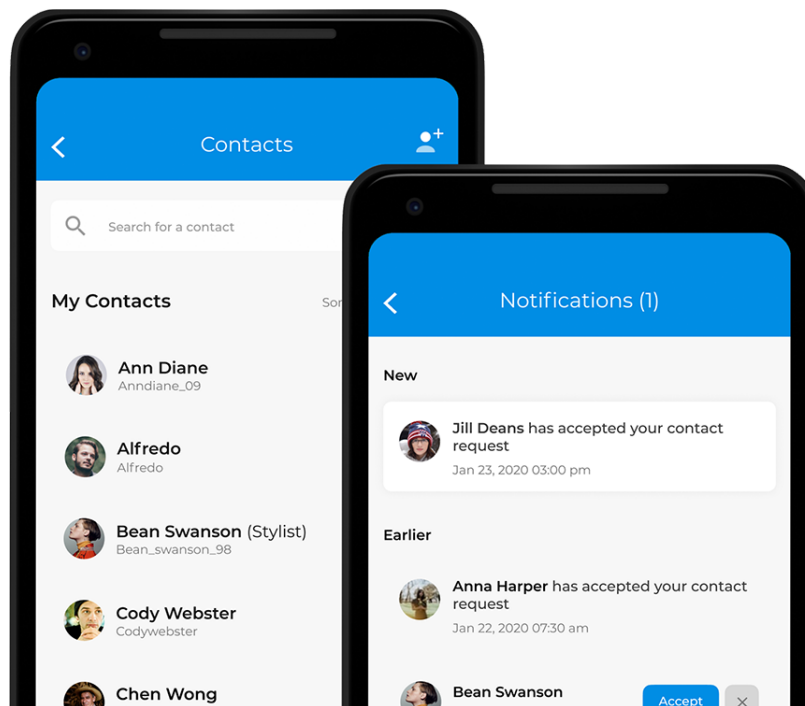 Contacts
Search for a contact
My Contacts
Ann Diane
Anndiane_09
Alfredo
Alfredo
Bean Swanson (Stylist)
Bean_swanson_98
Cody Webster
Codywebster
Chen Wong
Notifications (1)
New
Jill Deans has accepted your contact
request
Jan 23, 2020 03:00 pm
Earlier
Anna Harper has accepted your contact
request
Jan 22, 2020 07:30 am
Bean Swanson
Accept